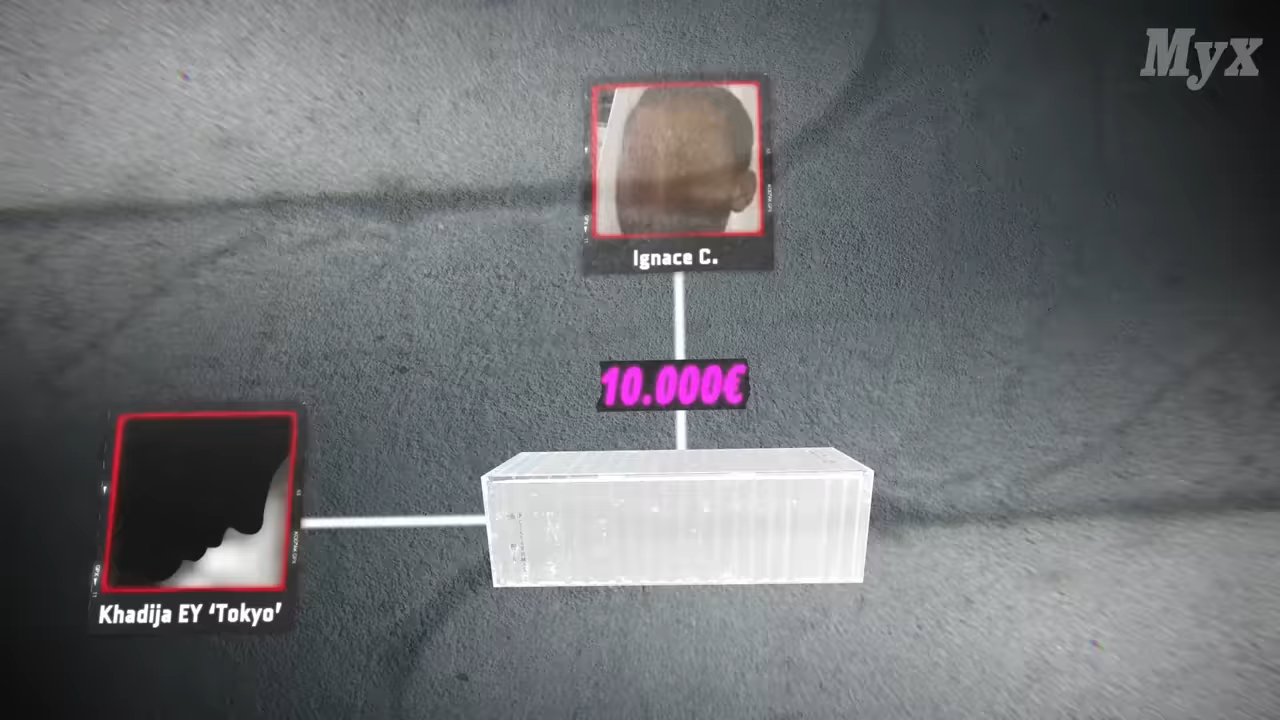 Myx
Ignace C.
10.000€
Khadija EY ‘Tokyo’